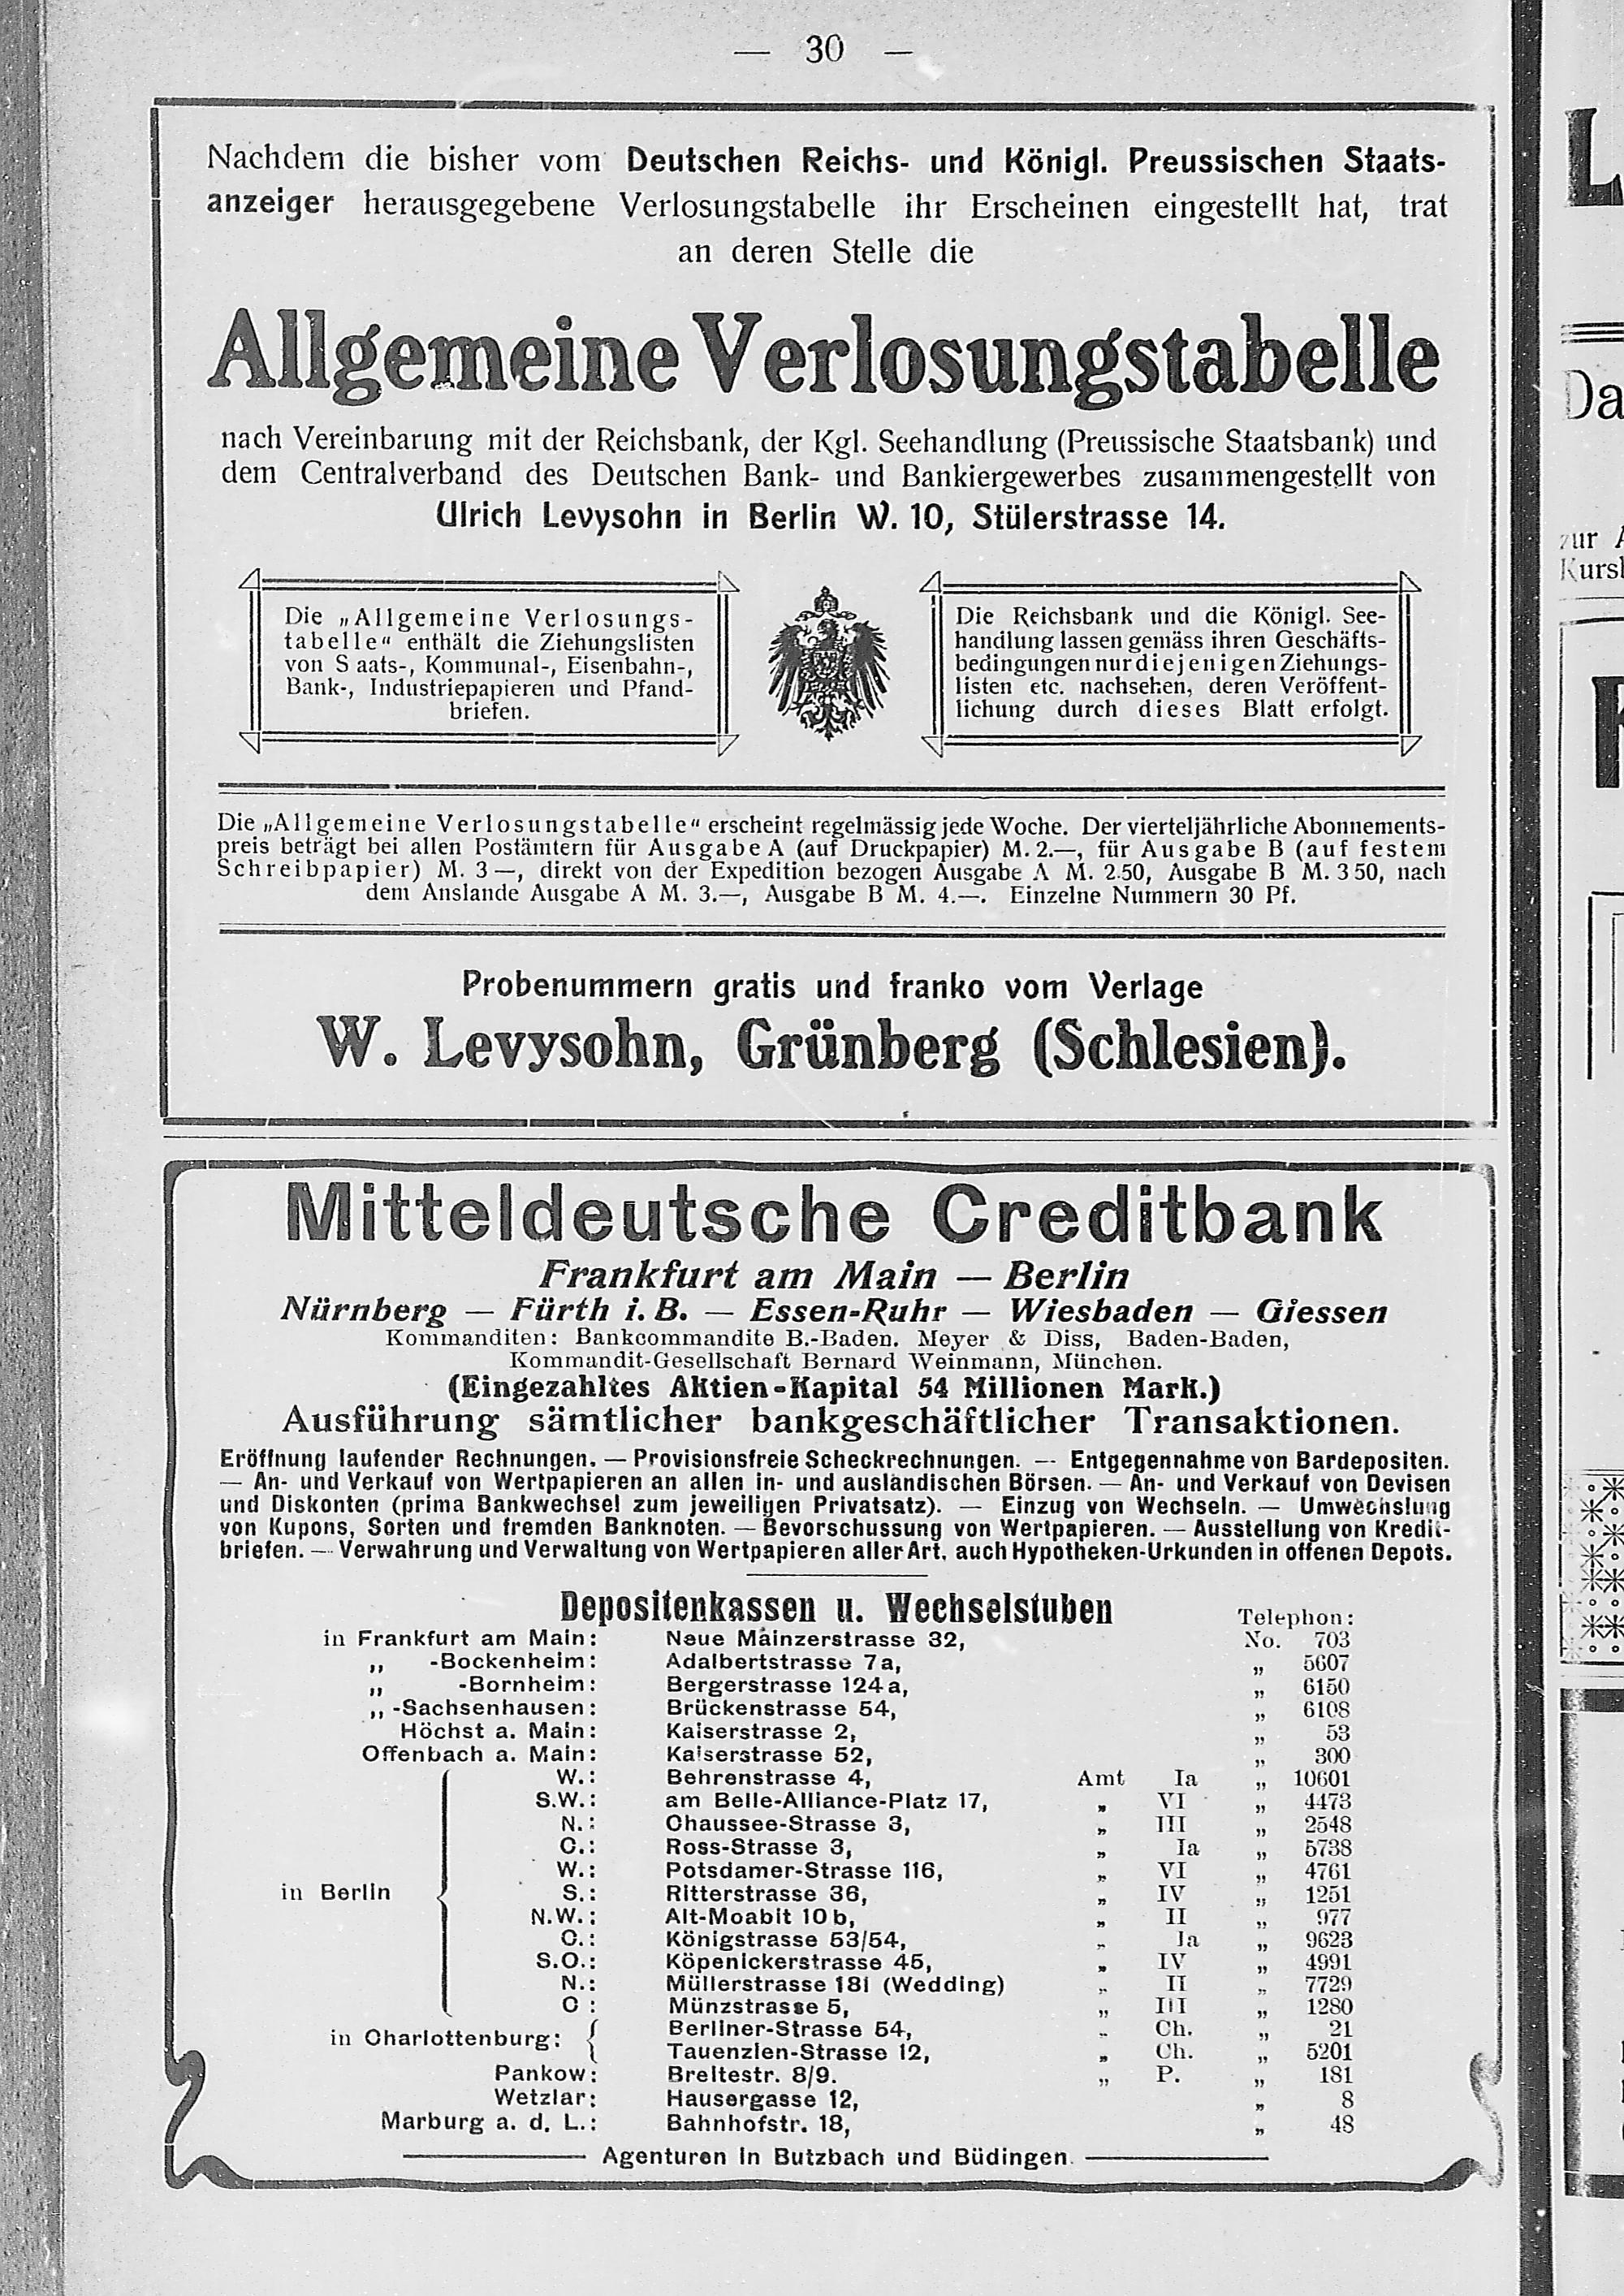 — 30 —
Nachdem die bisher vom Deutschen Reichs- und Königl. Preussischen Staats-
anzeiger herausgegebene Verlosungstabelle ihr Erscheinen eingestellt hat, trat
an deren Stelle die
Allgemeine Verlosungstabelle
nach Vereinbarung mit der Reichsbank, der Kgl. Seehandlung (Preussische Staatsbank) und
dem Centralverband des Deutschen Bank- und Bankiergewerbes zusammengestellt von
Ulrich Levysohn in Berlin W. 10, Stülerstrasse 14.
Die „Allgemeine Verlosungs-
tabelle“ enthält die Ziehungslisten
von S aats-, Kommunal-, Eisenbahn-,
Bank-, Industriepapieren und Pfand-
briefen.
Die Reichsbank und die Königl. See-
handlung lassen gemäss ihren Geschäfts-
bedingungen nur diejenigen Ziehungs-
listen etc. nachsehen, deren Veröffent-
lichung durch dieses Blatt erfolgt.
Die „Allgemeine Verlosungstabelle“ erscheint regelmässig jede Woche. Der vierteljährliche Abonnements-
preis beträgt bei allen Postämtern für Ausgabe A (auf Druckpapier) M. 2.—, für Ausgabe B (auf festem
Schreibpapier) M. 3—, direkt von der Expedition bezogen Ausgabe A M. 2.50, Ausgabe B M. 3 50, nach
dem Anslande Ausgabe A M. 3.—, Ausgabe B M. 4.—. Einzelne Nummern 30 Pf.
Probenummern gratis und franko vom Verlage
W. Levysohn, Grünberg (Schlesien).
Mitteldeutsche Creditbank
Frankfurt am Main — Berlin
Nürnberg — Fürth i. B. — Essen-Ruhr — Wiesbaden — Giessen
Kommanditen: Bankcommandite B.-Baden. Meyer & Diss, Baden-Baden,
Kommandit-Gesellschaft Bernard Weinmann, München.
(Eingezahltes Aktien-Kapital 54 Millionen Mark.)
Ausführung sämtlicher bankgeschäftlicher Transaktionen.
Eröffnung laufender Rechnungen. — Provisionsfreie Scheckrechnungen. — Entgegennahme von Bardepositen.
— An- und Verkauf von Wertpapieren an allen in- und ausländischen Börsen. — An- und Verkauf von Devisen
und Diskonten (prima Bankwechsel zum jeweiligen Privatsatz). — Einzug von Wechseln. — Umwechslung
von Kupons, Sorten und fremden Banknoten. — Bevorschussung von Wertpapieren. — Ausstellung von Kredit-
briefen. — Verwahrung und Verwaltung von Wertpapieren aller Art, auch Hypotheken-Urkunden in offenen Depots.
Depositenkassen u. Wechselstuben
Telephon:
in Frankfurt am Main: Neue Mainzerstrasse 32, No. 703
„ -Bockenheim: Adalbertstrasse 7a, „ 5607
„ -Bornheim: Bergerstrasse 124a, „ 6150
„ -Sachsenhausen: Brückenstrasse 54, „ 6108
Höchst a. Main: Kaiserstrasse 2, „ 53
Offenbach a. Main: Kaiserstrasse 52, „ 300
W.: Behrenstrasse 4, Amt Ia „ 10601
S.W.: am Belle-Alliance-Platz 17, „ VI „ 4473
N.: Chaussee-Strasse 3, „ III „ 2548
C.: Ross-Strasse 3, „ Ia „ 5738
W.: Potsdamer-Strasse 116, „ VI „ 4761
in Berlin S.: Ritterstrasse 36, „ IV „ 1251
N.W.: Alt-Moabit 10b, „ II „ 977
C.: Königstrasse 53/54, „ Ia „ 9623
S.O.: Köpenickerstrasse 45, „ IV „ 4991
N.: Müllerstrasse 181 (Wedding) „ II „ 7729
C : Münzstrasse 5, „ III „ 1280
in Charlottenburg: Berliner-Strasse 54, „ Ch. „ 21
Tauenzien-Strasse 12, „ Ch. „ 5201
Pankow: Breitestr. 8/9. „ P. „ 181
Wetzlar: Hausergasse 12, „ 8
Marburg a. d. L.: Bahnhofstr. 18, „ 48
Agenturen in Butzbach und Büdingen.
L
Da
zur A
Kurs